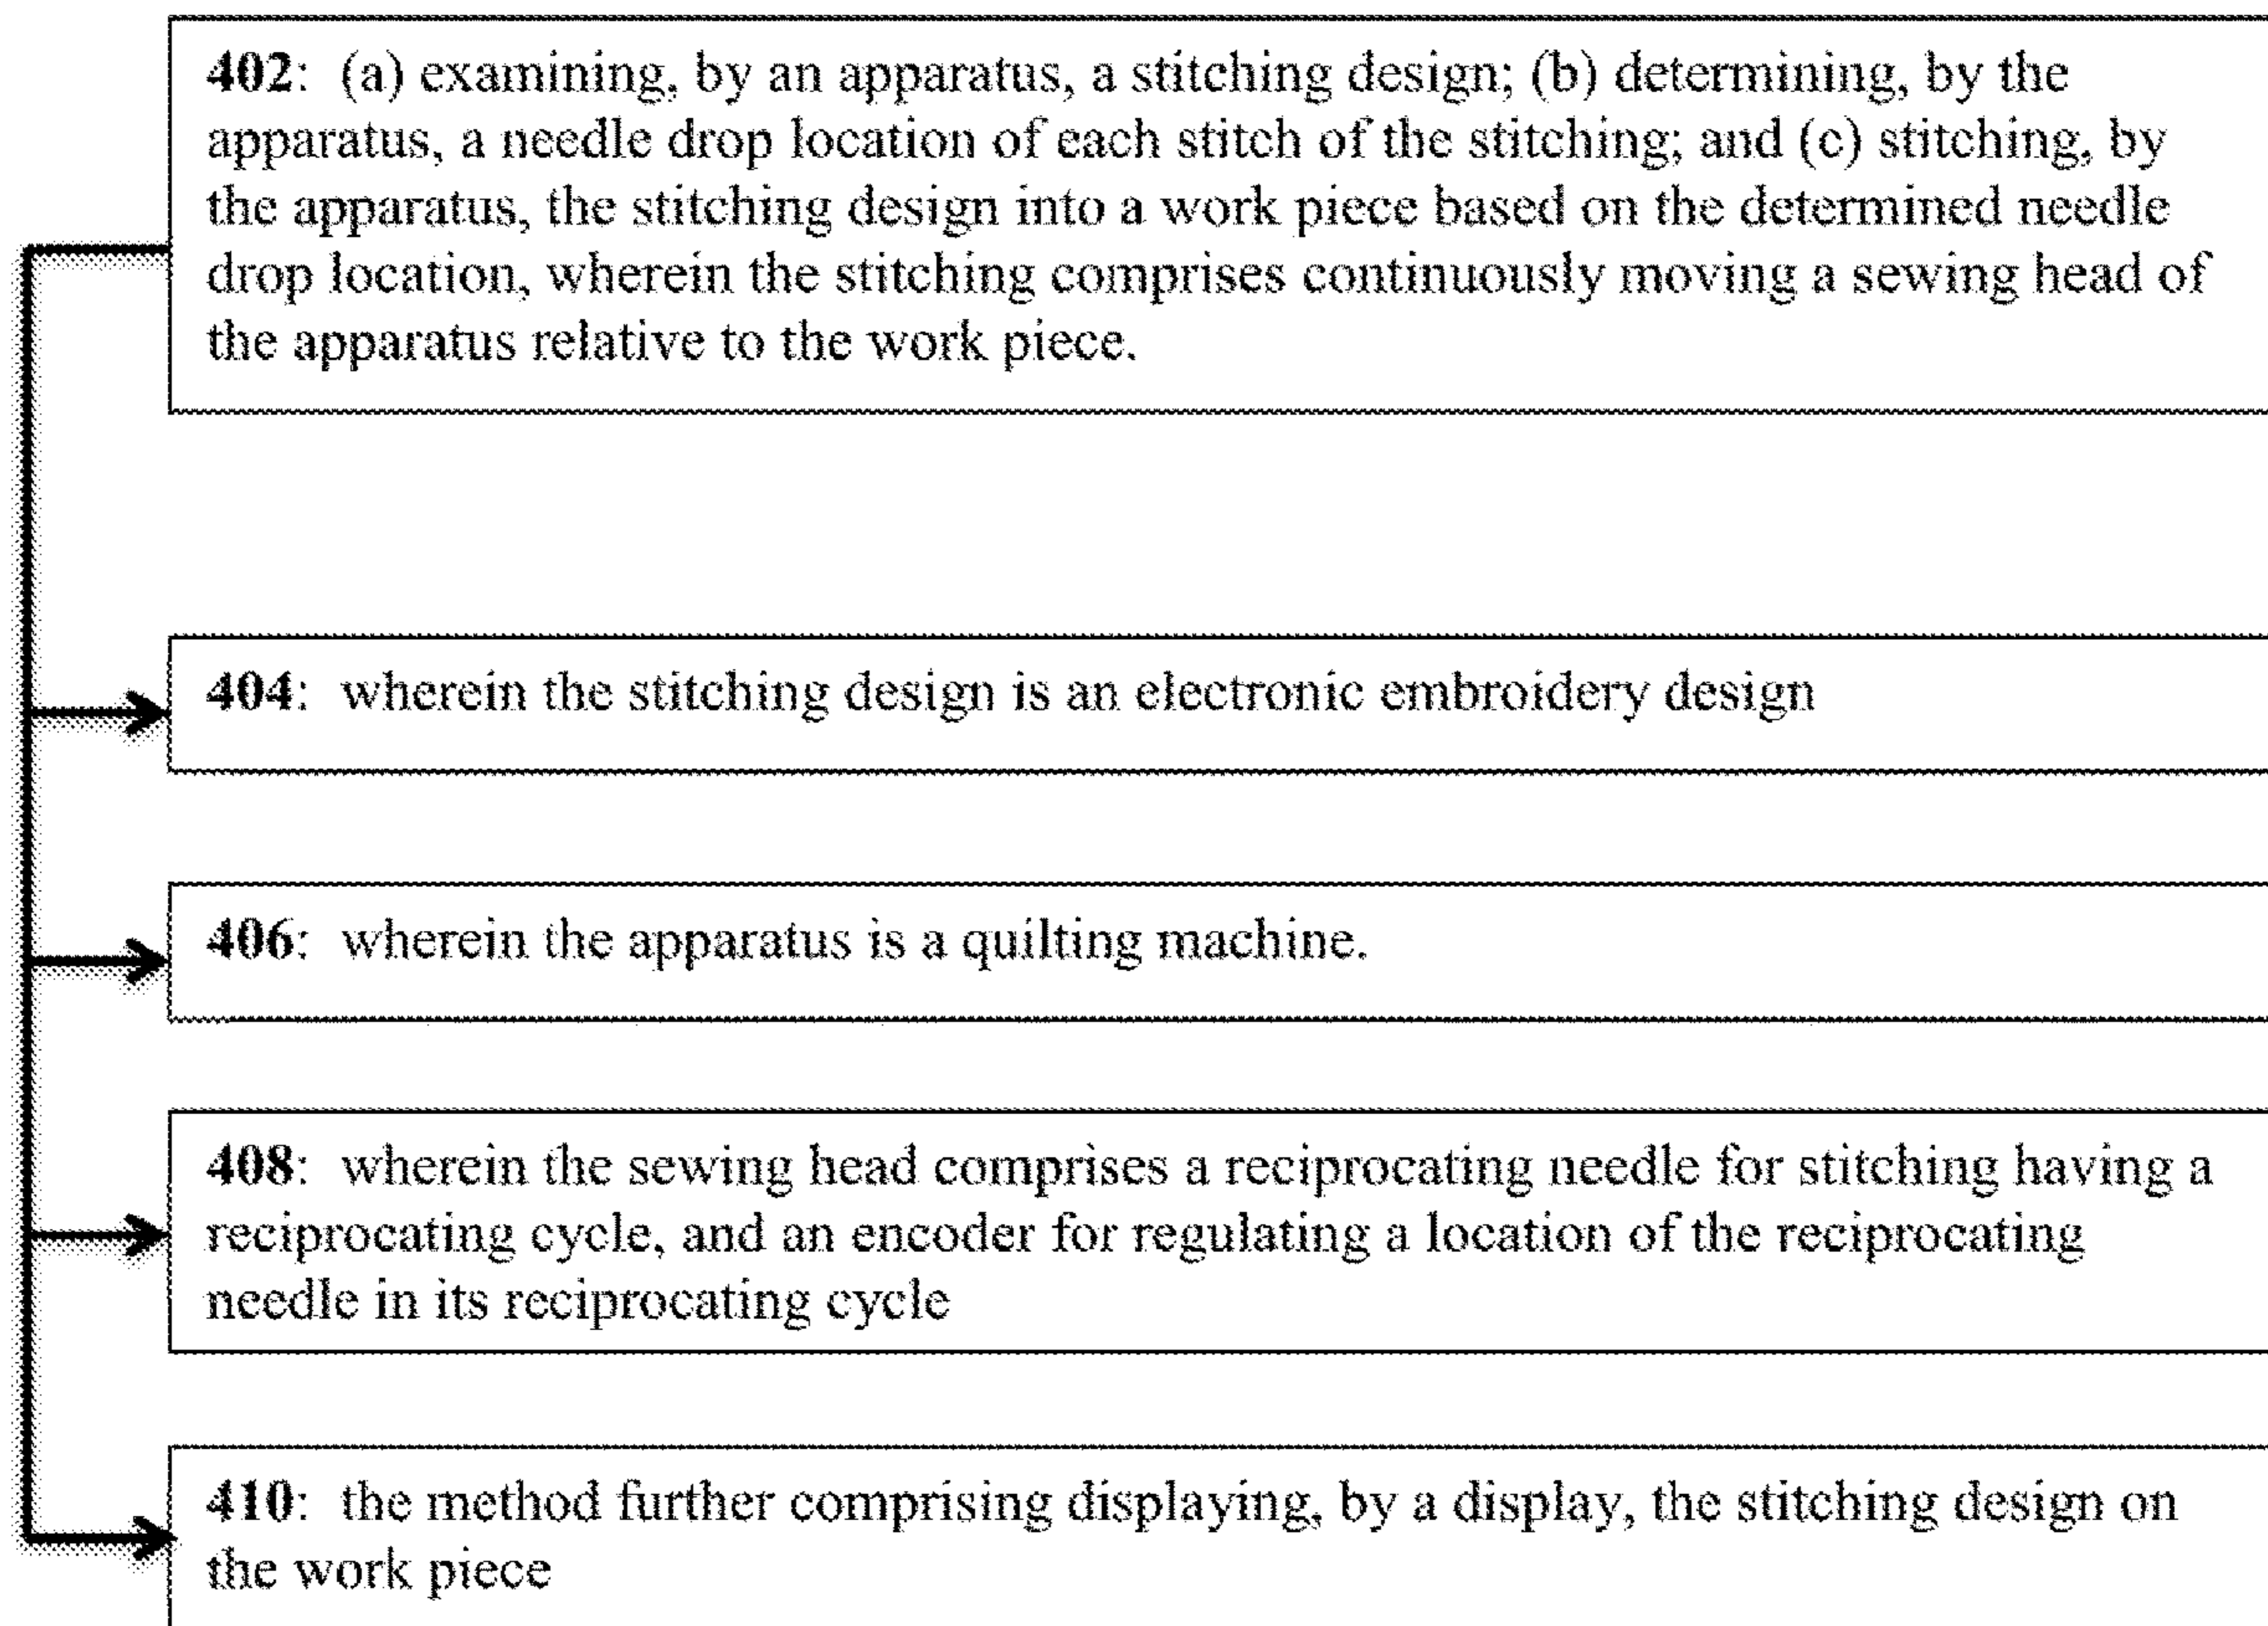 402: (a) examining, by an apparatus, a stitching design; (b) determining, by the
apparatus, a needle drop location of each stitch of the stitching; and (c) stitching, by
the apparatus, the stitching design into a work piece based on the determined needle
drop location, wherein the stitching comprises continuously moving a sewing head of
the apparatus relative to the work piece.
404: wherein the stitching design is an electronic embroidery design
406: wherein the apparatus is a quilting machine.
408: wherein the sewing head comprises a reciprocating needle for stitching having a
reciprocating cycle, and an encoder for regulating a location of the reciprocating
needle in its reciprocating cycle
410: the method further comprising displaying, by a display, the stitching design on
the work piece